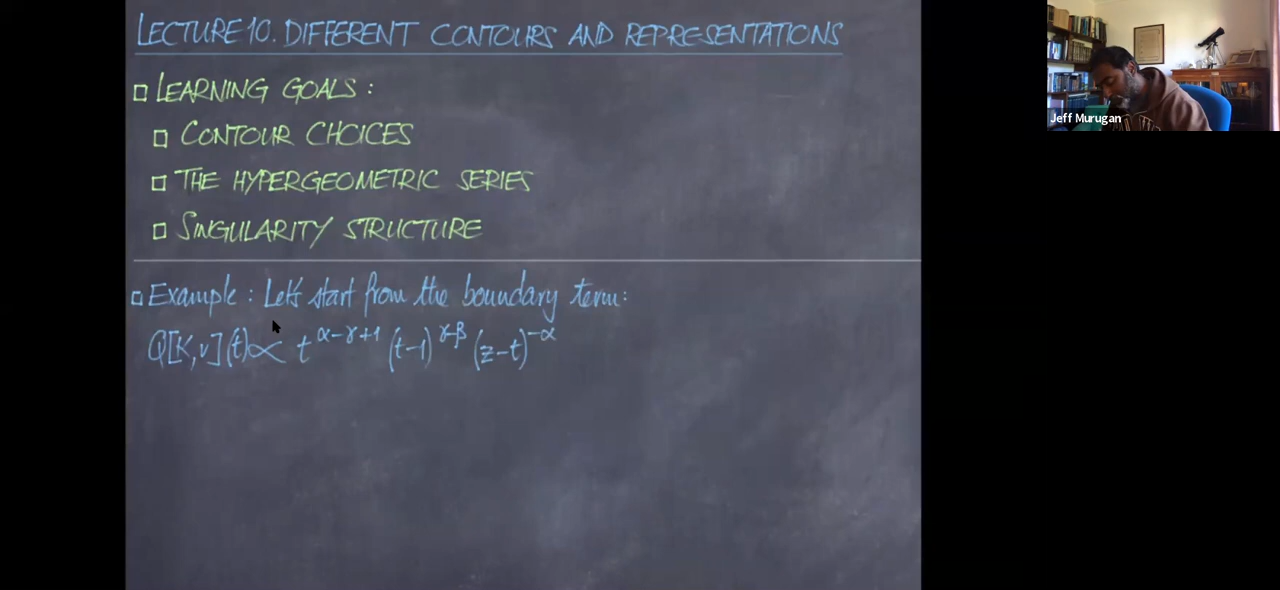 LECTURE 10. DIFFERENT CONTOURS AND REPRESENTATIONS
LEARNING GOALS :
CONTOUR CHOICES
THE HYPERGEOMETRIC SERIES
SINGULARITY STRUCTURE
Example : Let's start from the boundary term:
Q[K,v](t) ∝ t^{α-γ+1} (t-1)^{γ-β} (z-t)^{-α}
Jeff Murugan